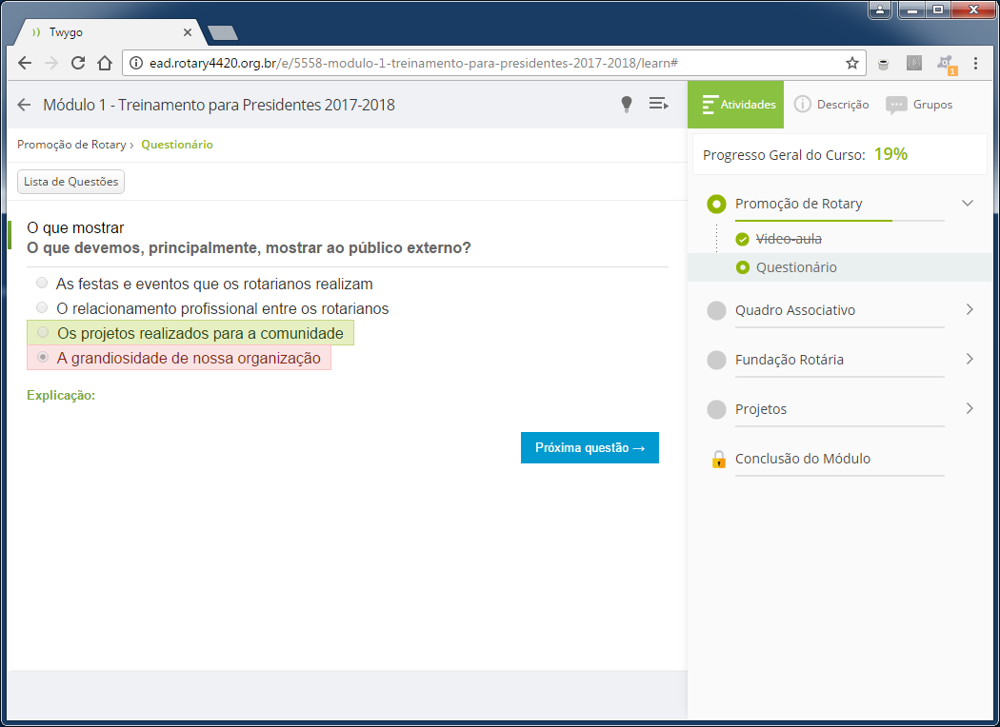 Twygo
ead.rotary4420.org.br/e/5558-modulo-1-treinamento-para-presidentes-2017-2018/learn#
1
Módulo 1 - Treinamento para Presidentes 2017-2018
Atividades
Descrição
Grupos
Promoção de Rotary › Questionário
Progresso Geral do Curso: 19%
Lista de Questões
O que mostrar
O que devemos, principalmente, mostrar ao público externo?
As festas e eventos que os rotarianos realizam
O relacionamento profissional entre os rotarianos
Os projetos realizados para a comunidade
A grandiosidade de nossa organização
Explicação:
Próxima questão →
Promoção de Rotary
Video-aula
Questionário
Quadro Associativo
Fundação Rotária
Projetos
Conclusão do Módulo